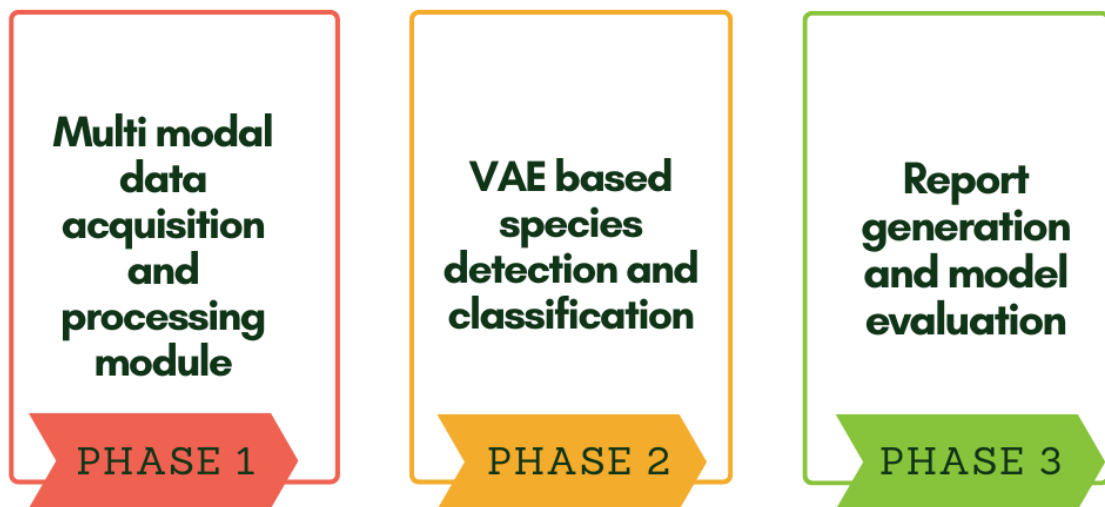 Multi modal
data
acquisition
and
processing
module
PHASE 1
VAE based
species
detection and
classification
PHASE 2
Report
generation
and model
evaluation
PHASE 3